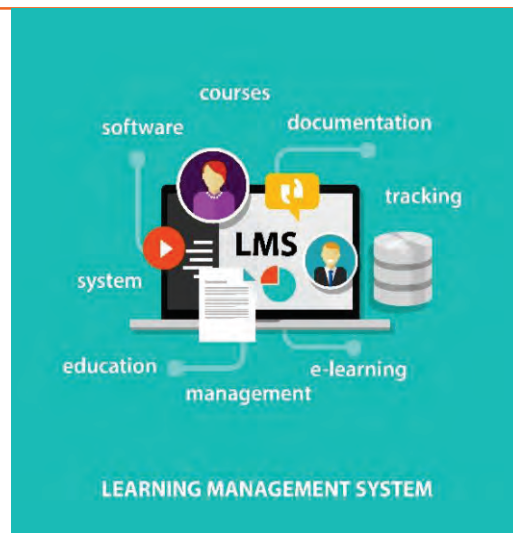 courses
software
documentation
tracking
LMS
system
education
e-learning
management
LEARNING MANAGEMENT SYSTEM